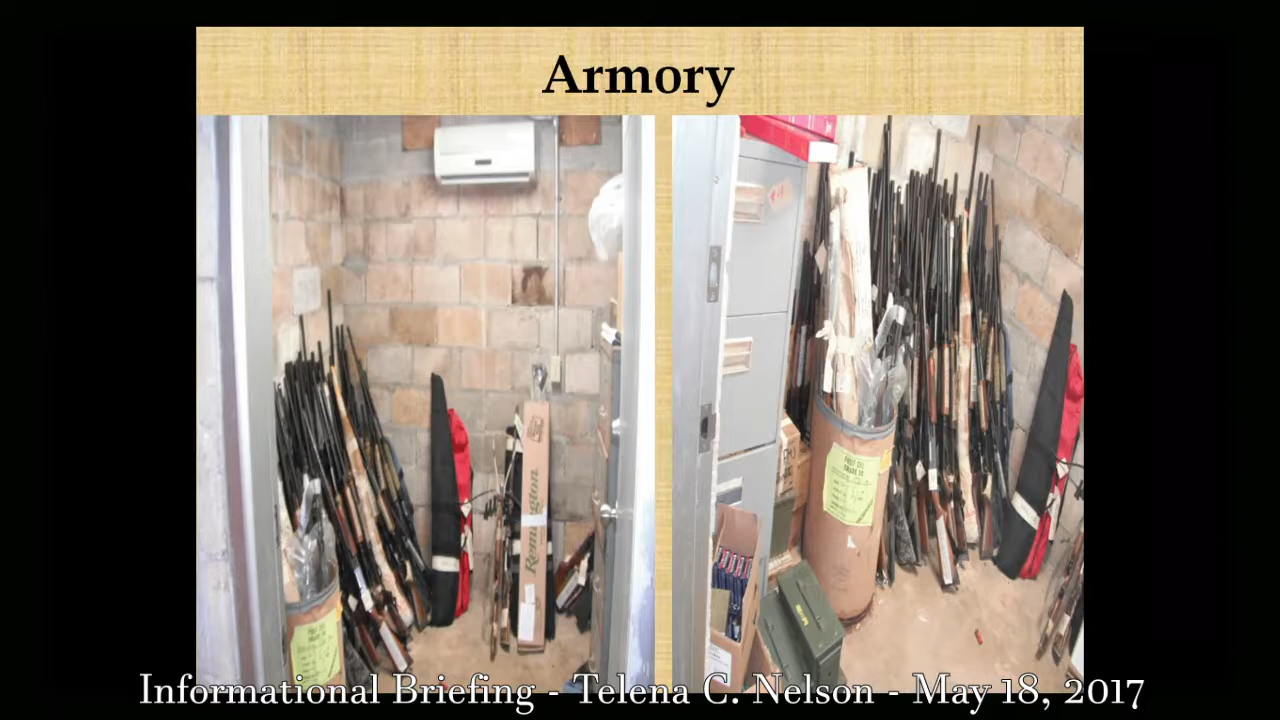 Armory
Remington
Informational Briefing - Telena C. Nelson - May 18, 2017